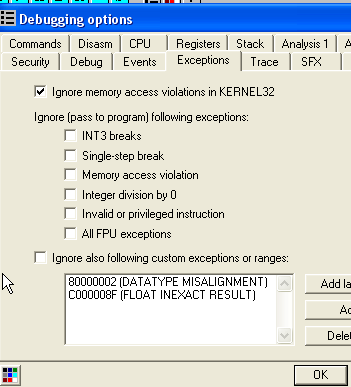 Debugging options
Commands Disasm CPU Registers Stack Analysis 1 A
Security Debug Events Exceptions Trace SFX
Ignore memory access violations in KERNEL32
Ignore (pass to program) following exceptions:
INT3 breaks
Single-step break
Memory access violation
Integer division by 0
Invalid or privileged instruction
All FPU exceptions
Ignore also following custom exceptions or ranges:
80000002 (DATATYPE MISALIGNMENT)
C000008F (FLOAT INEXACT RESULT)
Add la
Ad
Delet
OK